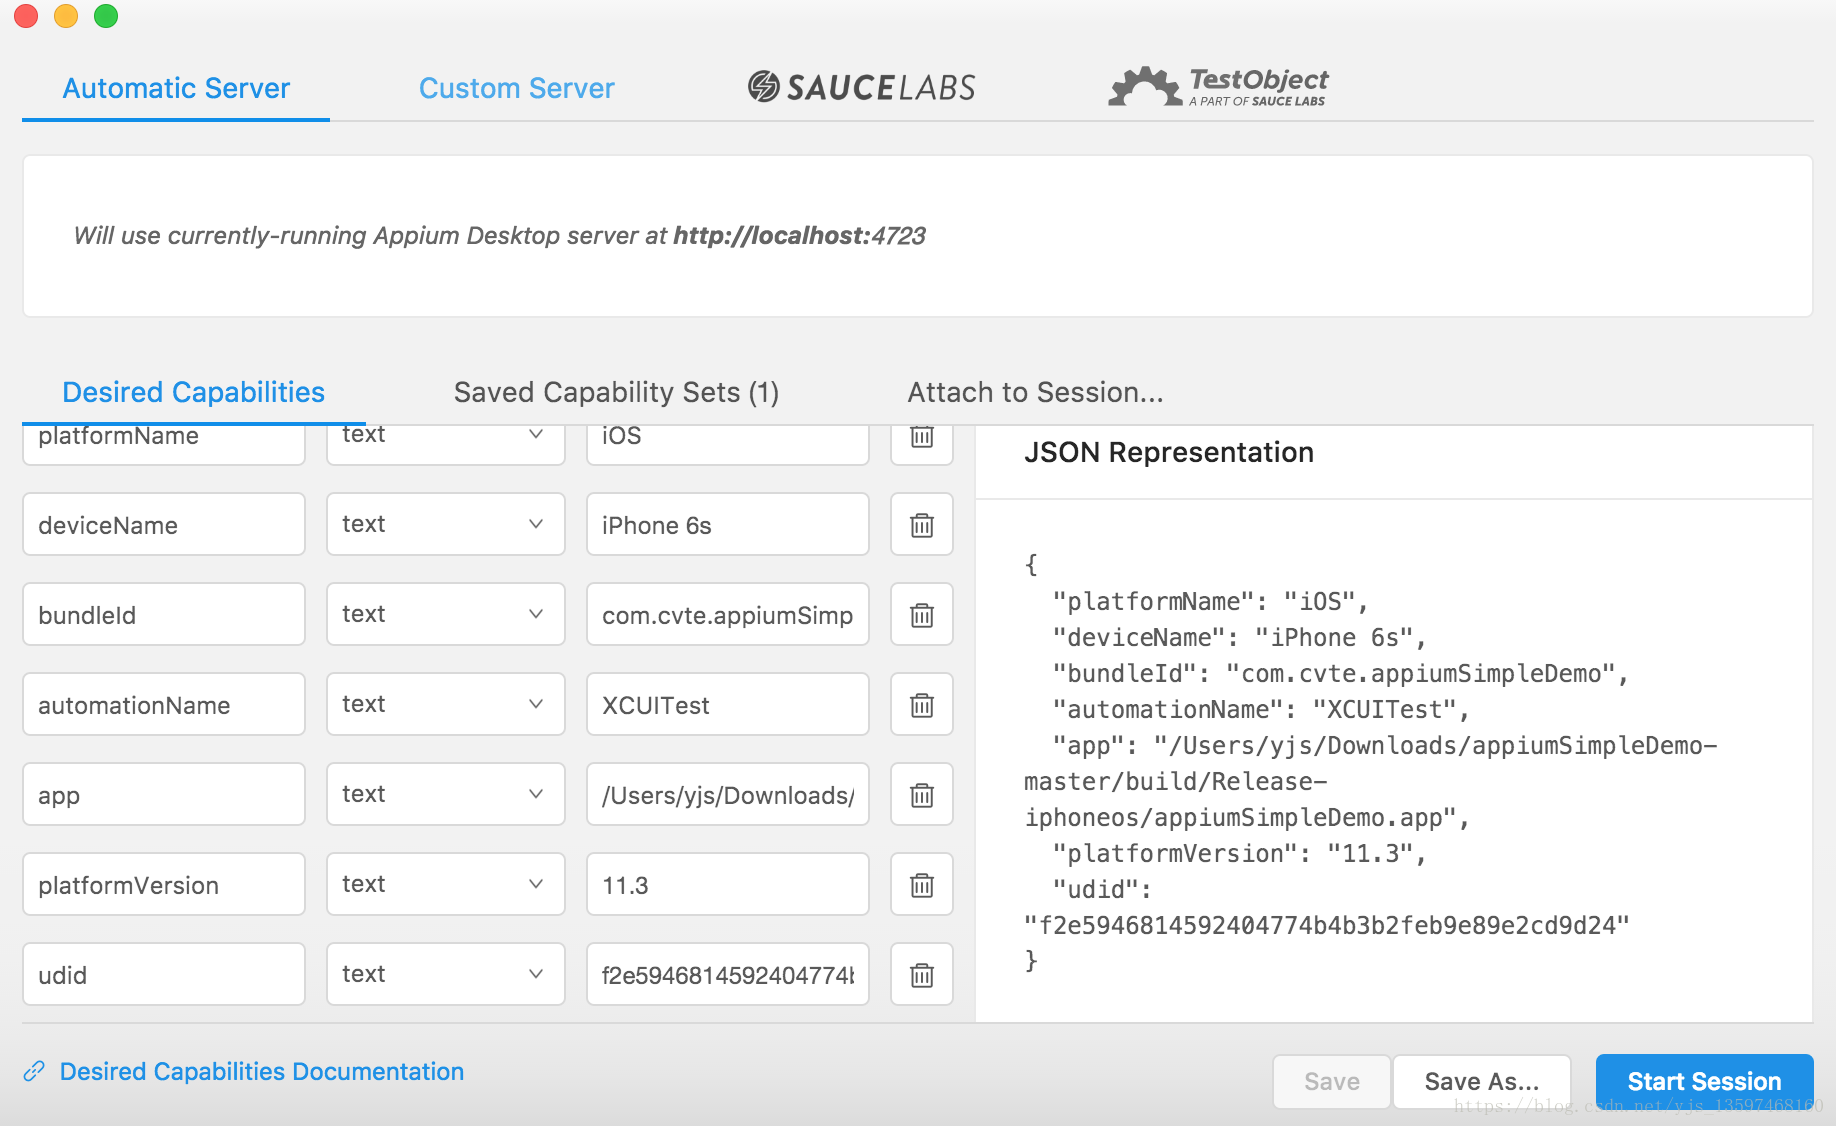 Automatic Server Custom Server SAUCELABS TestObject
A PART OF SAUCE LABS
Will use currently-running Appium Desktop server at http://localhost:4723
Desired Capabilities Saved Capability Sets (1) Attach to Session...
platformName text iOS
deviceName text iPhone 6s
bundleId text com.cvte.appiumSimp
automationName text XCUITest
app text /Users/yjs/Downloads/
platformVersion text 11.3
udid text f2e5946814592404774b
JSON Representation
{
"platformName": "iOS",
"deviceName": "iPhone 6s",
"bundleId": "com.cvte.appiumSimpleDemo",
"automationName": "XCUITest",
"app": "/Users/yjs/Downloads/appiumSimpleDemo-
master/build/Release-
iphoneos/appiumSimpleDemo.app",
"platformVersion": "11.3",
"udid":
"f2e5946814592404774b4b3b2feb9e89e2cd9d24"
}
Desired Capabilities Documentation
Save Save As... Start Session
https://blog.csdn.net/yjs_13597468160